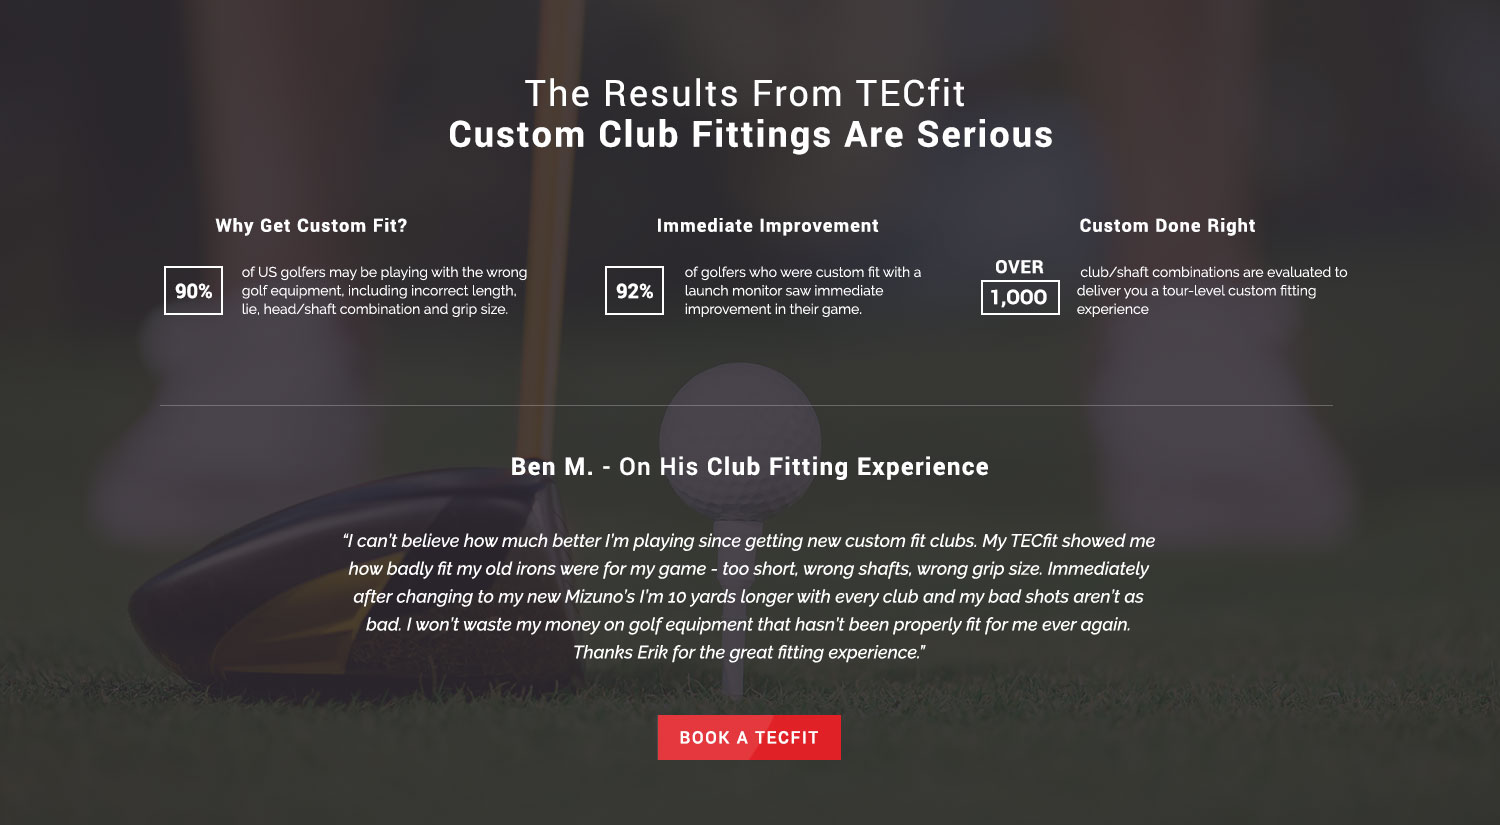 The Results From TECfit
Custom Club Fittings Are Serious
Why Get Custom Fit?
90%
of US golfers may be playing with the wrong
golf equipment, including incorrect length,
lie, head/shaft combination and grip size.
Immediate Improvement
92%
of golfers who were custom fit with a
launch monitor saw immediate
improvement in their game.
Custom Done Right
OVER
1,000
club/shaft combinations are evaluated to
deliver you a tour-level custom fitting
experience
Ben M. - On His Club Fitting Experience
“I can’t believe how much better I’m playing since getting new custom fit clubs. My TECfit showed me
how badly fit my old irons were for my game - too short, wrong shafts, wrong grip size. Immediately
after changing to my new Mizuno’s I’m 10 yards longer with every club and my bad shots aren’t as
bad. I won’t waste my money on golf equipment that hasn’t been properly fit for me ever again.
Thanks Erik for the great fitting experience.”
BOOK A TECFIT